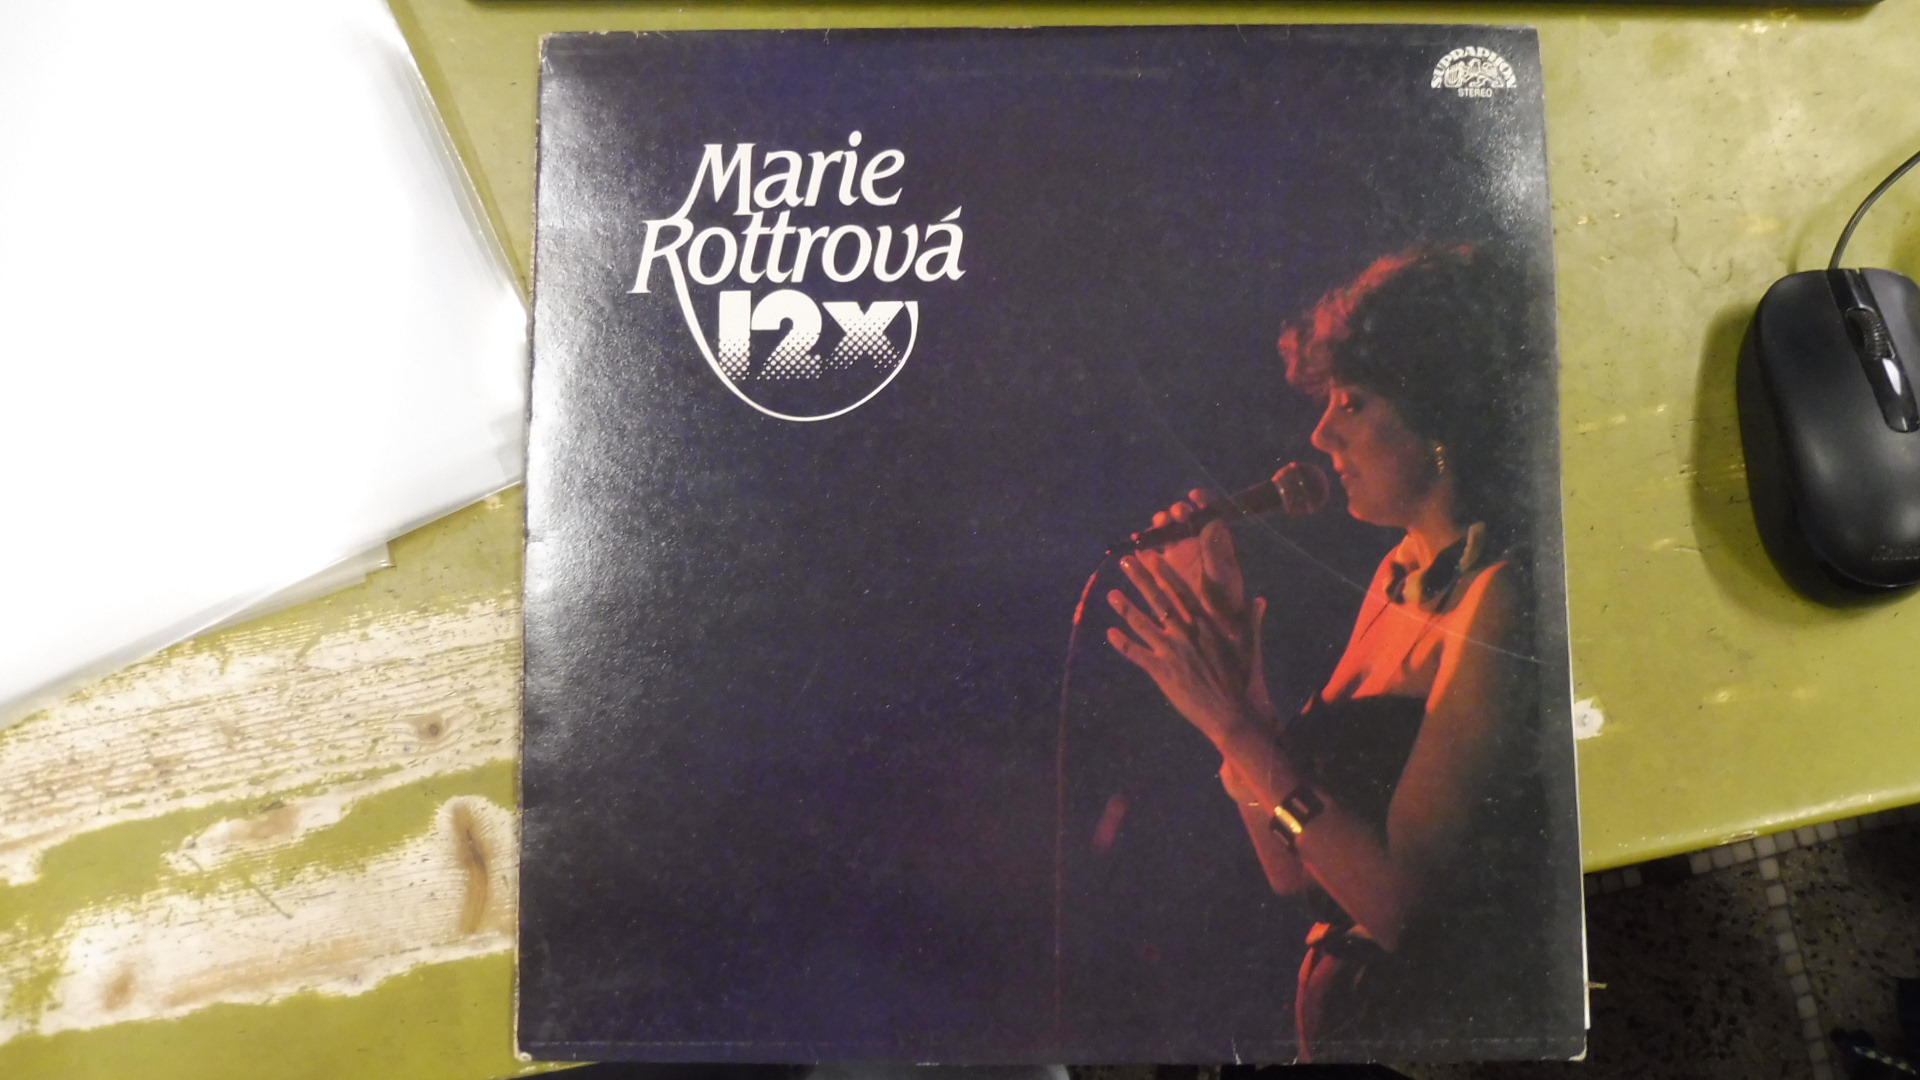 SUPRAPHON
STEREO
Marie
Rottrová
12x